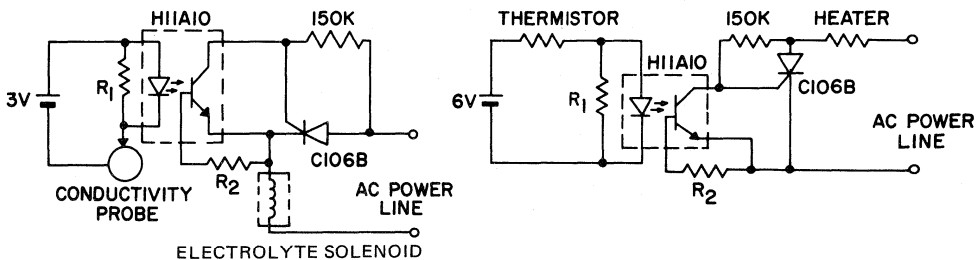 H11A10
150K
3V
R1
C106B
R2
CONDUCTIVITY
PROBE
AC POWER
LINE
ELECTROLYTE SOLENOID
THERMISTOR
150K
HEATER
H11A10
6V
R1
C106B
R2
AC POWER
LINE